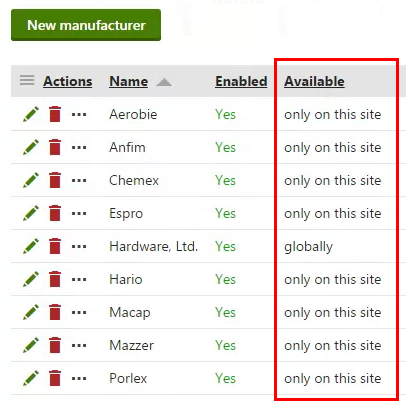 New manufacturer
Actions Name Enabled Available
Aerobie Yes only on this site
Anfim Yes only on this site
Chemex Yes only on this site
Espro Yes only on this site
Hardware, Ltd. Yes globally
Hario Yes only on this site
Macap Yes only on this site
Mazzer Yes only on this site
Porlex Yes only on this site